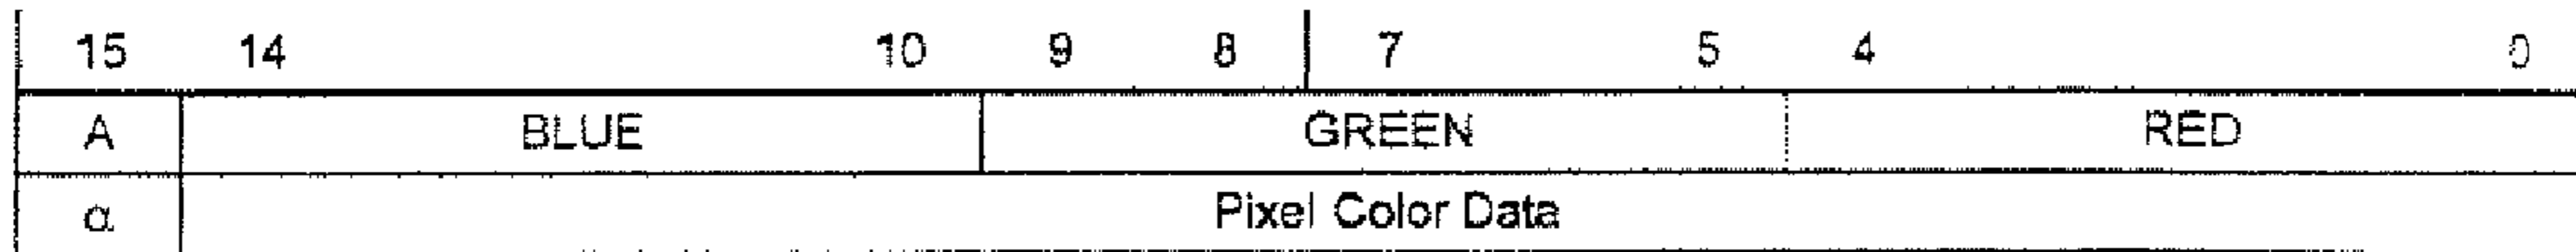 15 14 10 9 8 7 5 4 0
A BLUE GREEN RED
α Pixel Color Data